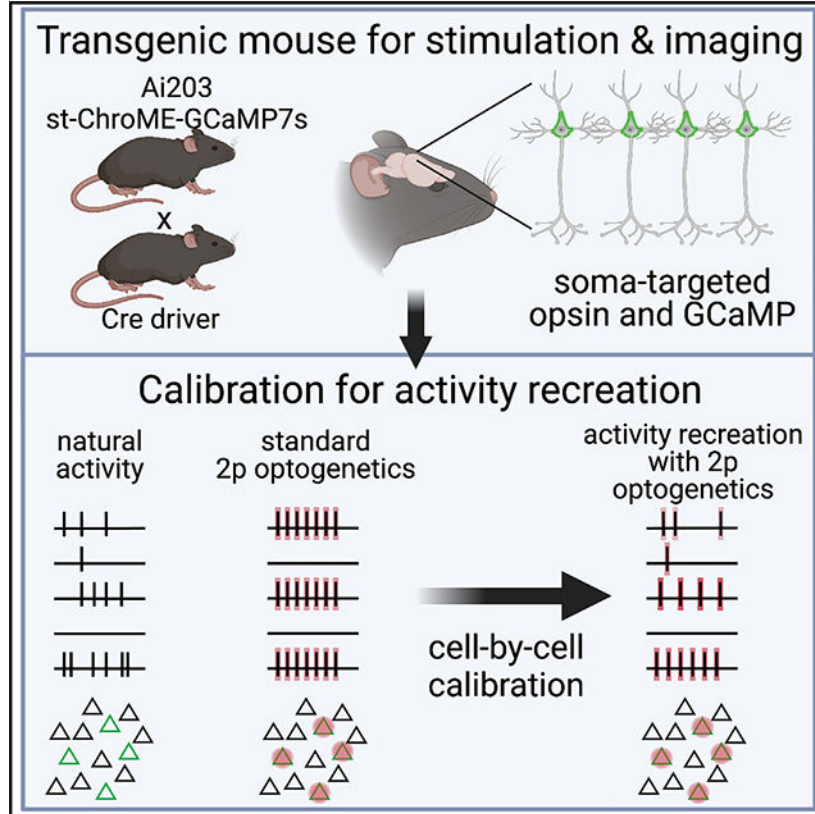 Transgenic mouse for stimulation & imaging
Ai203
st-ChroME-GCaMP7s
x
Cre driver
soma-targeted
opsin and GCaMP
Calibration for activity recreation
natural
activity
standard
2p optogenetics
cell-by-cell
calibration
activity recreation
with 2p
optogenetics